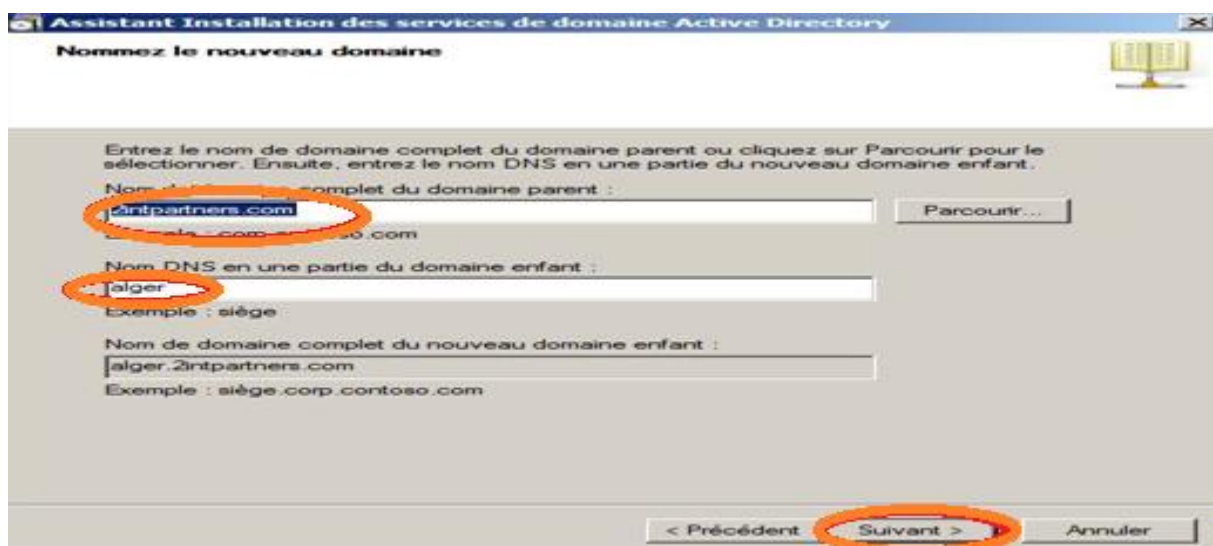 Assistant Installation des services de domaine Active Directory
Nommez le nouveau domaine
Entrez le nom de domaine complet du domaine parent ou cliquez sur Parcourir pour le
sélectionner. Ensuite, entrez le nom DNS en une partie du nouveau domaine enfant.
Nom complet du domaine parent :
2intpartners.com
Parcourir...
.com
Nom DNS en une partie du domaine enfant :
alger
Exemple : siège
Nom de domaine complet du nouveau domaine enfant :
alger.2intpartners.com
Exemple : siège.corp.contoso.com
< Précédent
Suivant >
Annuler